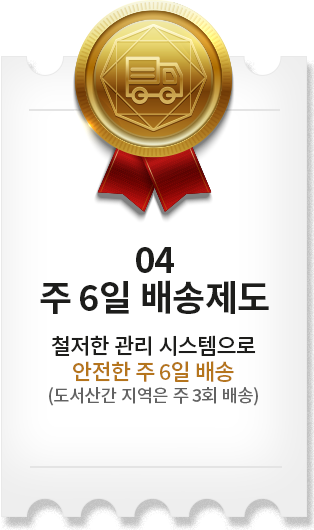 04
주 6일 배송제도
철저한 관리 시스템으로
안전한 주 6일 배송
(도서산간 지역은 주 3회 배송)